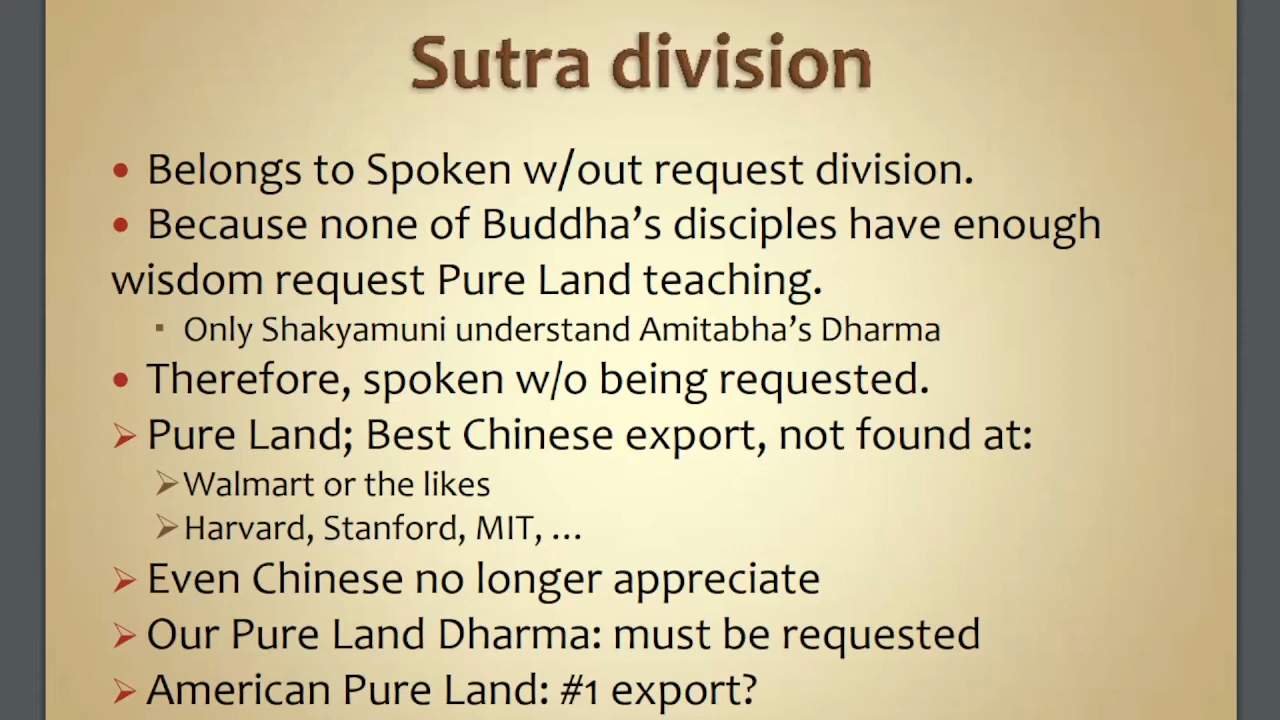 Sutra division
• Belongs to Spoken w/out request division.
• Because none of Buddha’s disciples have enough
wisdom request Pure Land teaching.
▪ Only Shakyamuni understand Amitabha’s Dharma
• Therefore, spoken w/o being requested.
➢ Pure Land; Best Chinese export, not found at:
➢ Walmart or the likes
➢ Harvard, Stanford, MIT, ...
➢ Even Chinese no longer appreciate
➢ Our Pure Land Dharma: must be requested
➢ American Pure Land: #1 export?